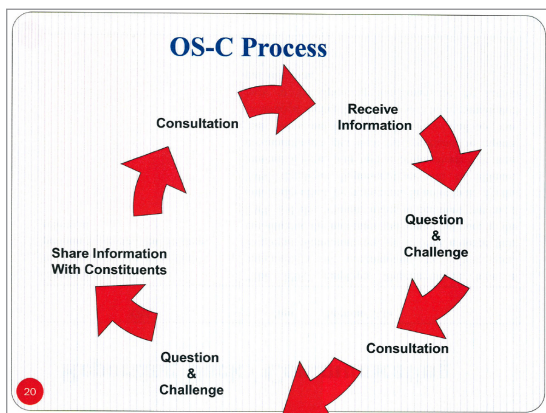 OS-C Process
Consultation
Receive
Information
Question
&
Challenge
Consultation
Question
&
Challenge
Share Information
With Constituents
20